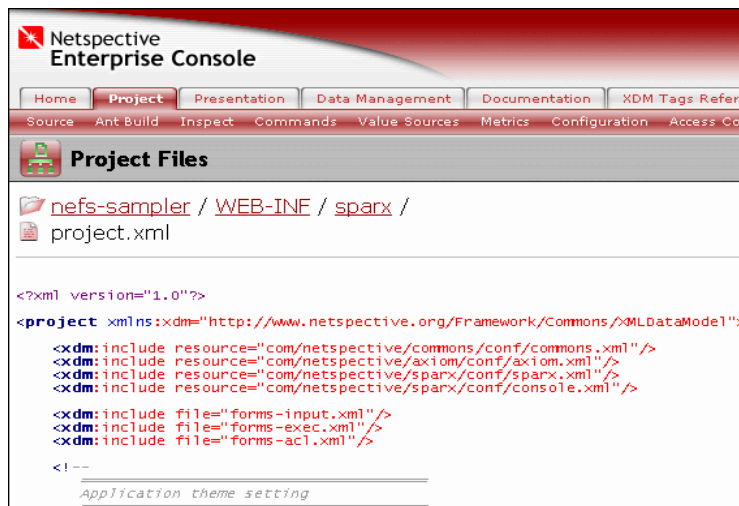 Netspective
Enterprise Console
Home Project Presentation Data Management Documentation XDM Tags Refer
Source Ant Build Inspect Commands Value Sources Metrics Configuration Access Co
Project Files
nefs-sampler / WEB-INF / sparx /
project.xml
<?xml version="1.0"?>
<project xmlns:xdm="http://www.netspective.org/Framework/Commons/XMLDataModel"
<xdm:include resource="com/netspective/commons/conf/commons.xml"/>
<xdm:include resource="com/netspective/axiom/conf/axiom.xml"/>
<xdm:include resource="com/netspective/sparx/conf/sparx.xml"/>
<xdm:include resource="com/netspective/sparx/conf/console.xml"/>
<xdm:include file="forms-input.xml"/>
<xdm:include file="forms-exec.xml"/>
<xdm:include file="forms-acl.xml"/>
<!--
Application theme setting